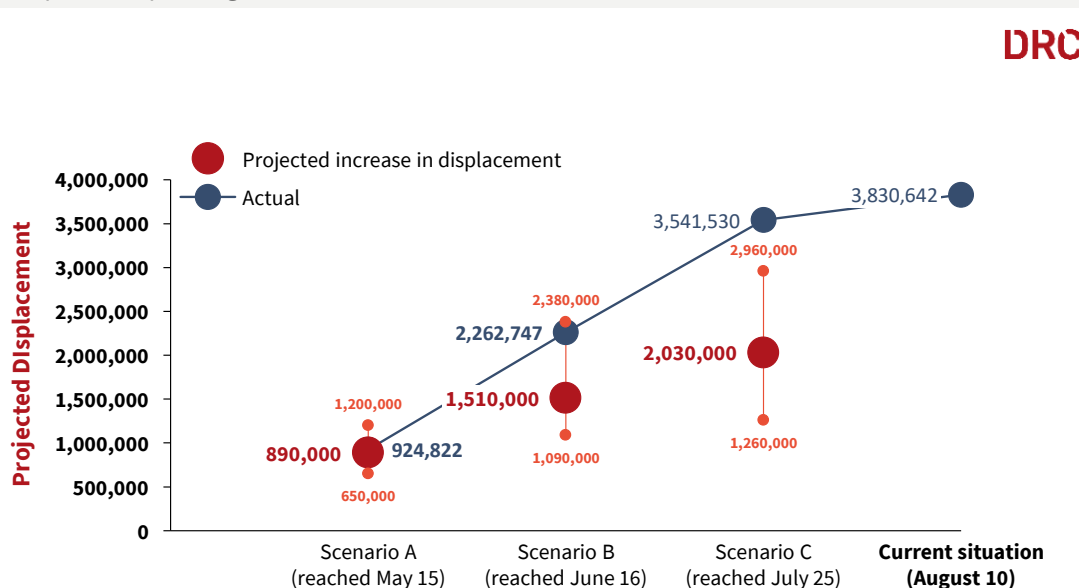 DRC
Projected increase in displacement
Actual
4,000,000
3,500,000
3,000,000
2,500,000
2,000,000
1,500,000
1,000,000
500,000
0
Projected DIsplacement
1,200,000
890,000
924,822
650,000
2,380,000
2,262,747
1,510,000
1,090,000
3,541,530
2,960,000
2,030,000
1,260,000
3,830,642
Scenario A
(reached May 15)
Scenario B
(reached June 16)
Scenario C
(reached July 25)
Current situation
(August 10)